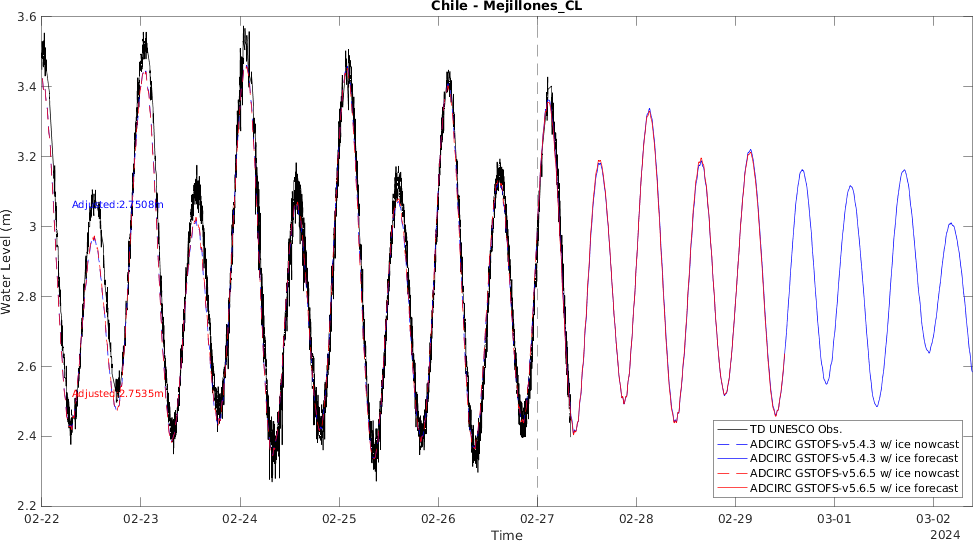 Chile - Mejillones_CL
3.6
3.4
3.2
3
2.8
2.6
2.4
2.2
Water Level (m)
Adjusted:2.7508m
Adjusted:2.7535m
TD UNESCO Obs.
ADCIRC GSTOFS-v5.4.3 w/ ice nowcast
ADCIRC GSTOFS-v5.4.3 w/ ice forecast
ADCIRC GSTOFS-v5.6.5 w/ ice nowcast
ADCIRC GSTOFS-v5.6.5 w/ ice forecast
02-22 02-23 02-24 02-25 02-26 02-27 02-28 02-29 03-01 03-02
Time
2024